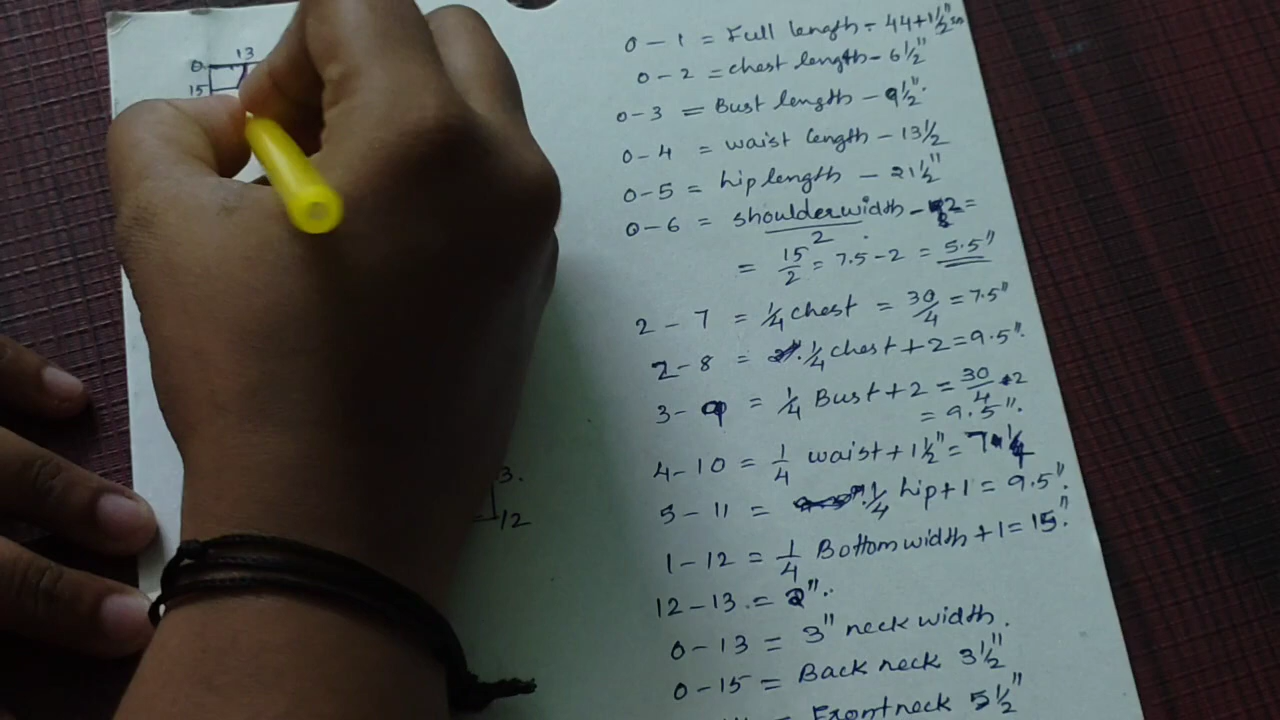 0 13
15
0 - 1 = Full length - 44+1½"
0 - 2 = chest length - 6½"
0 - 3 = Bust length - 9½".
0 - 4 = waist length - 13½
0 - 5 = hip length - 21½"
0 - 6 = shoulder width - 2 =
2
= 15/2 = 7.5 - 2 = 5.5"
2 - 7 = ¼ chest = 30/4 = 7.5"
2 - 8 = ¼ chest + 2 = 9.5".
3 - 9 = ¼ Bust + 2 = 30/4 +2
= 9.5".
4 - 10 = ¼ waist + 1½" = 7¼
5 - 11 = ¼ hip + 1 = 9.5".
1 - 12 = ¼ Bottom width + 1 = 15".
12 - 13 = 2".
0 - 13 = 3" neck width.
0 - 15 = Back neck 3½"
= Front neck 5½"
3.
12